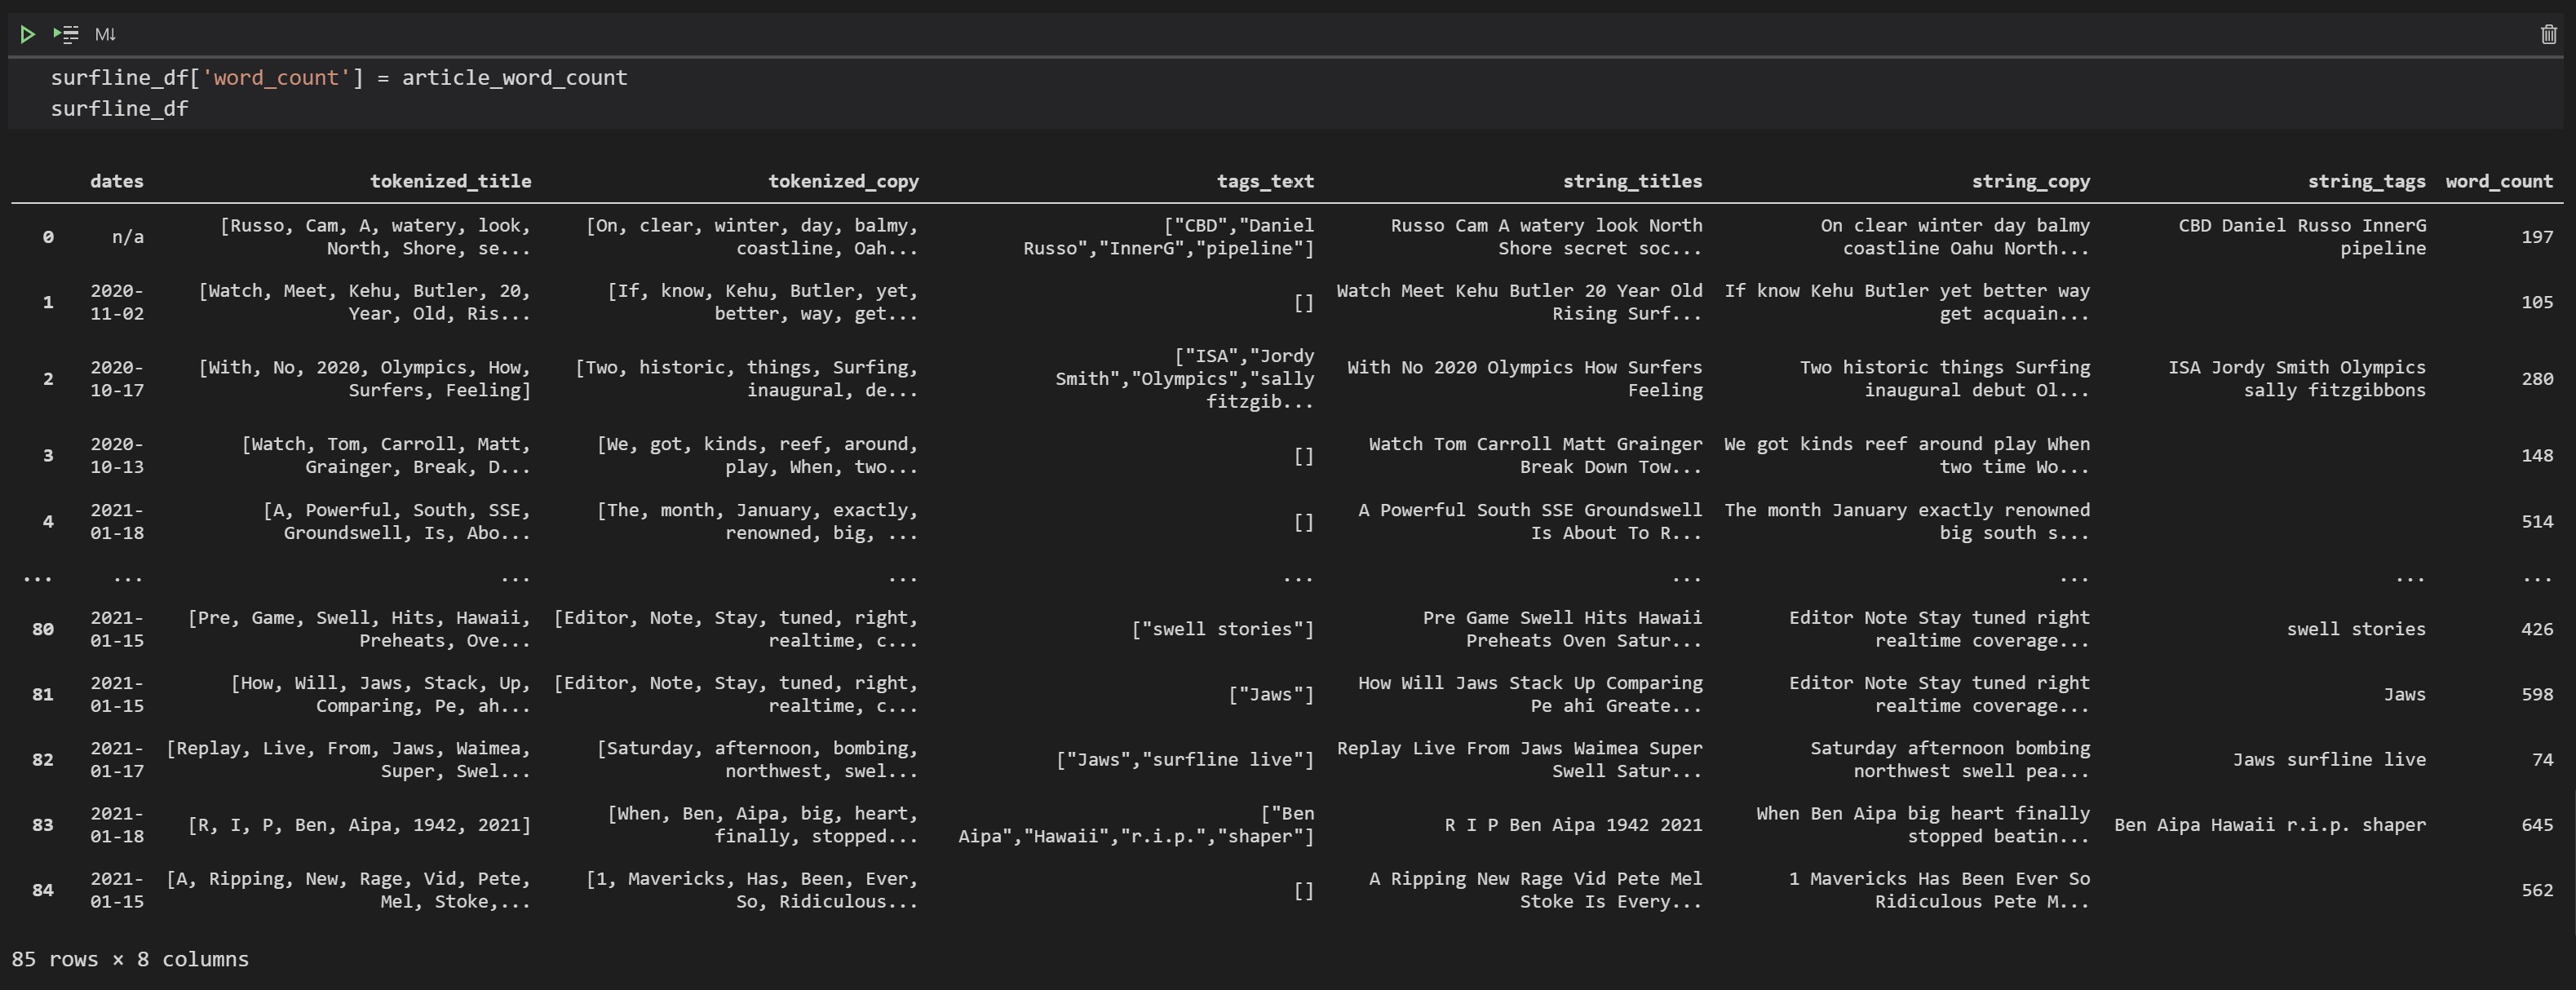 M↓
surfline_df['word_count'] = article_word_count
surfline_df
dates tokenized_title tokenized_copy tags_text string_titles string_copy string_tags word_count
0 n/a [Russo, Cam, A, watery, look, North, Shore, se... [On, clear, winter, day, balmy, coastline, Oah... ["CBD","Daniel Russo","InnerG","pipeline"] Russo Cam A watery look North Shore secret soc... On clear winter day balmy coastline Oahu North... CBD Daniel Russo InnerG pipeline 197
1 2020-11-02 [Watch, Meet, Kehu, Butler, 20, Year, Old, Ris... [If, know, Kehu, Butler, yet, better, way, get... [] Watch Meet Kehu Butler 20 Year Old Rising Surf... If know Kehu Butler yet better way get acquain... 105
2 2020-10-17 [With, No, 2020, Olympics, How, Surfers, Feeling] [Two, historic, things, Surfing, inaugural, de... ["ISA","Jordy Smith","Olympics","sally fitzgib... With No 2020 Olympics How Surfers Feeling Two historic things Surfing inaugural debut Ol... ISA Jordy Smith Olympics sally fitzgibbons 280
3 2020-10-13 [Watch, Tom, Carroll, Matt, Grainger, Break, D... [We, got, kinds, reef, around, play, When, two... [] Watch Tom Carroll Matt Grainger Break Down Tow... We got kinds reef around play When two time Wo... 148
4 2021-01-18 [A, Powerful, South, SSE, Groundswell, Is, Abo... [The, month, January, exactly, renowned, big, ... [] A Powerful South SSE Groundswell Is About To R... The month January exactly renowned big south s... 514
... ... ... ... ... ... ... ... ...
80 2021-01-15 [Pre, Game, Swell, Hits, Hawaii, Preheats, Ove... [Editor, Note, Stay, tuned, right, realtime, c... ["swell stories"] Pre Game Swell Hits Hawaii Preheats Oven Satur... Editor Note Stay tuned right realtime coverage... swell stories 426
81 2021-01-15 [How, Will, Jaws, Stack, Up, Comparing, Pe, ah... [Editor, Note, Stay, tuned, right, realtime, c... ["Jaws"] How Will Jaws Stack Up Comparing Pe ahi Greate... Editor Note Stay tuned right realtime coverage... Jaws 598
82 2021-01-17 [Replay, Live, From, Jaws, Waimea, Super, Swel... [Saturday, afternoon, bombing, northwest, swel... ["Jaws","surfline live"] Replay Live From Jaws Waimea Super Swell Satur... Saturday afternoon bombing northwest swell pea... Jaws surfline live 74
83 2021-01-18 [R, I, P, Ben, Aipa, 1942, 2021] [When, Ben, Aipa, big, heart, finally, stopped... ["Ben Aipa","Hawaii","r.i.p.","shaper"] R I P Ben Aipa 1942 2021 When Ben Aipa big heart finally stopped beatin... Ben Aipa Hawaii r.i.p. shaper 645
84 2021-01-15 [A, Ripping, New, Rage, Vid, Pete, Mel, Stoke,... [1, Mavericks, Has, Been, Ever, So, Ridiculous... [] A Ripping New Rage Vid Pete Mel Stoke Is Every... 1 Mavericks Has Been Ever So Ridiculous Pete M... 562
85 rows × 8 columns